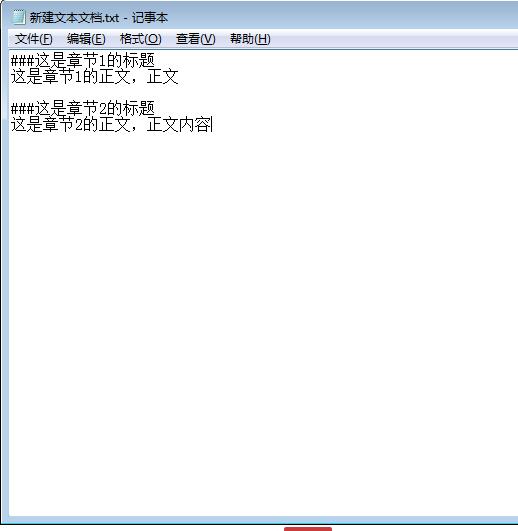 新建文本文档.txt - 记事本
文件(F) 编辑(E) 格式(O) 查看(V) 帮助(H)
###这是章节1的标题
这是章节1的正文，正文
###这是章节2的标题
这是章节2的正文，正文内容